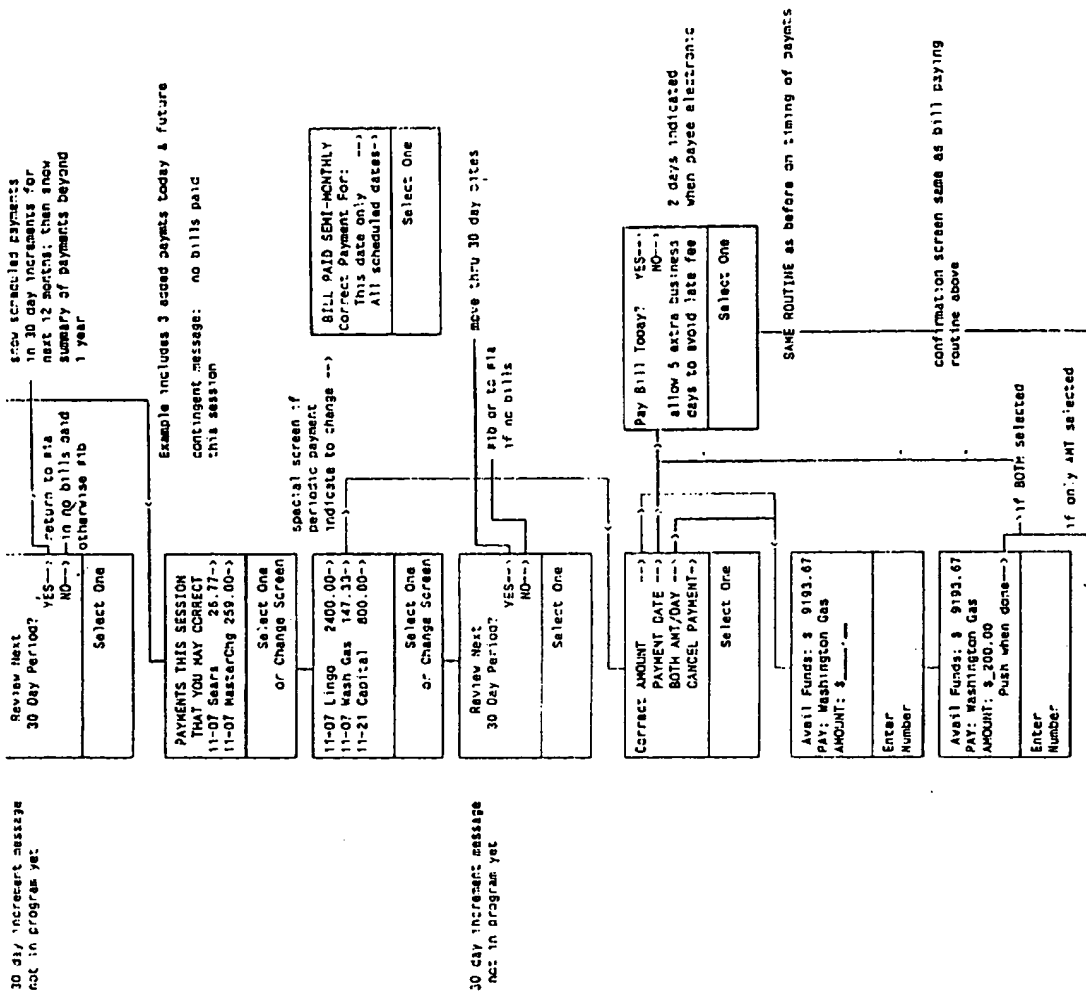 30 day increment message
not in program yet
Review Next
30 Day Period?
YES-->
NO-->
Select One
return to #1a
in no bills paid
otherwise #1b
show scheduled payments
in 30 day increments for
next 12 months; then show
summary of payments beyond
1 year
PAYMENTS THIS SESSION
THAT YOU MAY CORRECT
11-07 Sears 26.77->
11-07 MasterChg 259.00->
Select One
or Change Screen
Example includes 3 added paymts today & future
contingent message: no bills paid
this session
11-07 Lingo 2400.00-->
11-07 Wash Gas 147.33-->
11-21 Capital 800.00-->
Select One
or Change Screen
special screen if
periodic payment
indicate to change -->
BILL PAID SEMI-MONTHLY
Correct Payment For:
This date only -->
All scheduled dates->
Select One
30 day increment message
not in program yet
Review Next
30 Day Period?
YES-->
NO-->
Select One
move thru 30 day bites
#1b or to #1a
if no bills
Correct AMOUNT -->
PAYMENT DATE -->
BOTH AMT/DAY -->
CANCEL PAYMENT->
Select One
Pay Bill Today? YES-->
NO-->
allow 5 extra business
days to avoid late fee
Select One
2 days indicated
when payee electronic
SAME ROUTINE as before on timing of paymts
Avail Funds: $ 9193.67
PAY: Washington Gas
AMOUNT: $____.__
Enter
Number
Avail Funds: $ 9193.67
PAY: Washington Gas
AMOUNT: $_200.00
Push when done-->
Enter
Number
if BOTH selected
if only AMT selected
confirmation screen same as bill paying
routine above